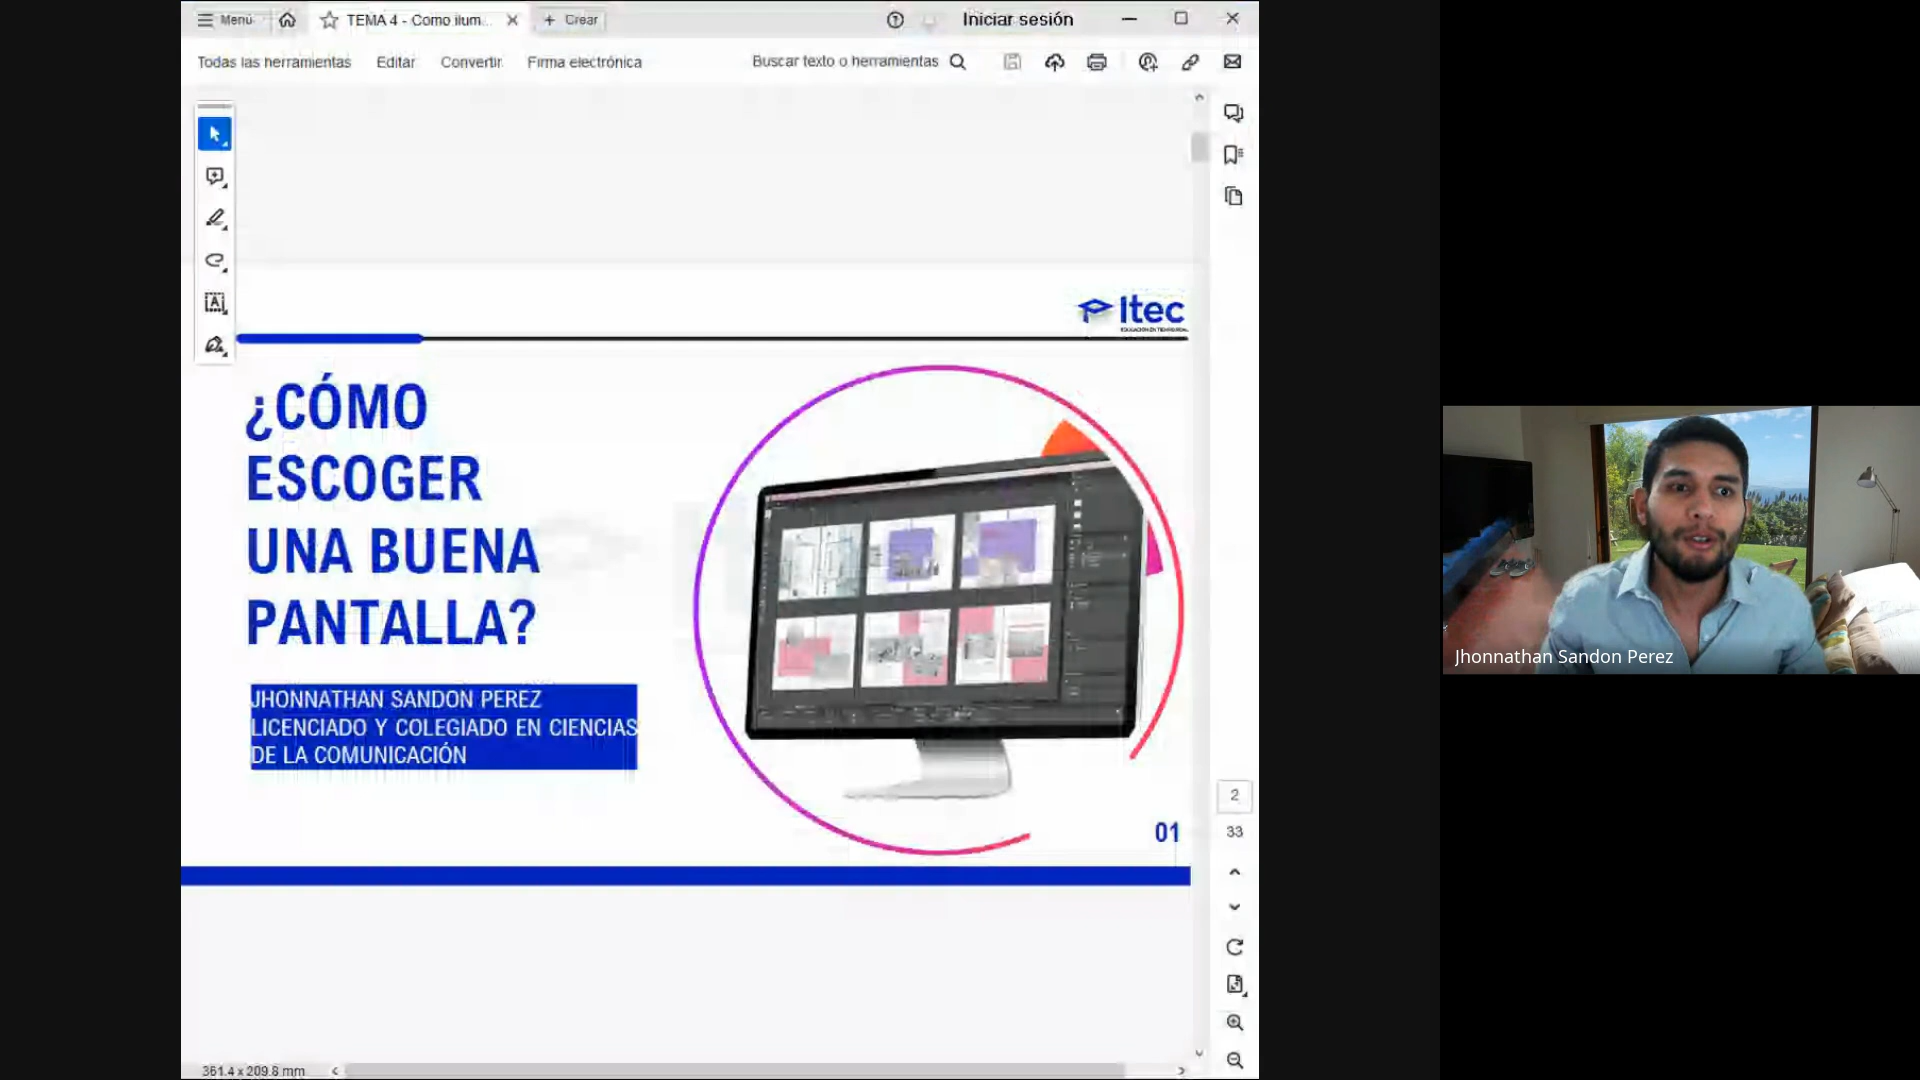 Menú
TEMA 4 - Como ilum...
Crear
Iniciar sesión
Todas las herramientas
Editar
Convertir
Firma electrónica
Buscar texto o herramientas
Itec
¿CÓMO
ESCOGER
UNA BUENA
PANTALLA?
JHONNATHAN SANDON PEREZ
LICENCIADO Y COLEGIADO EN CIENCIAS
DE LA COMUNICACIÓN
01
2
33
361.4 x 209.8 mm
Jhonnathan Sandon Perez